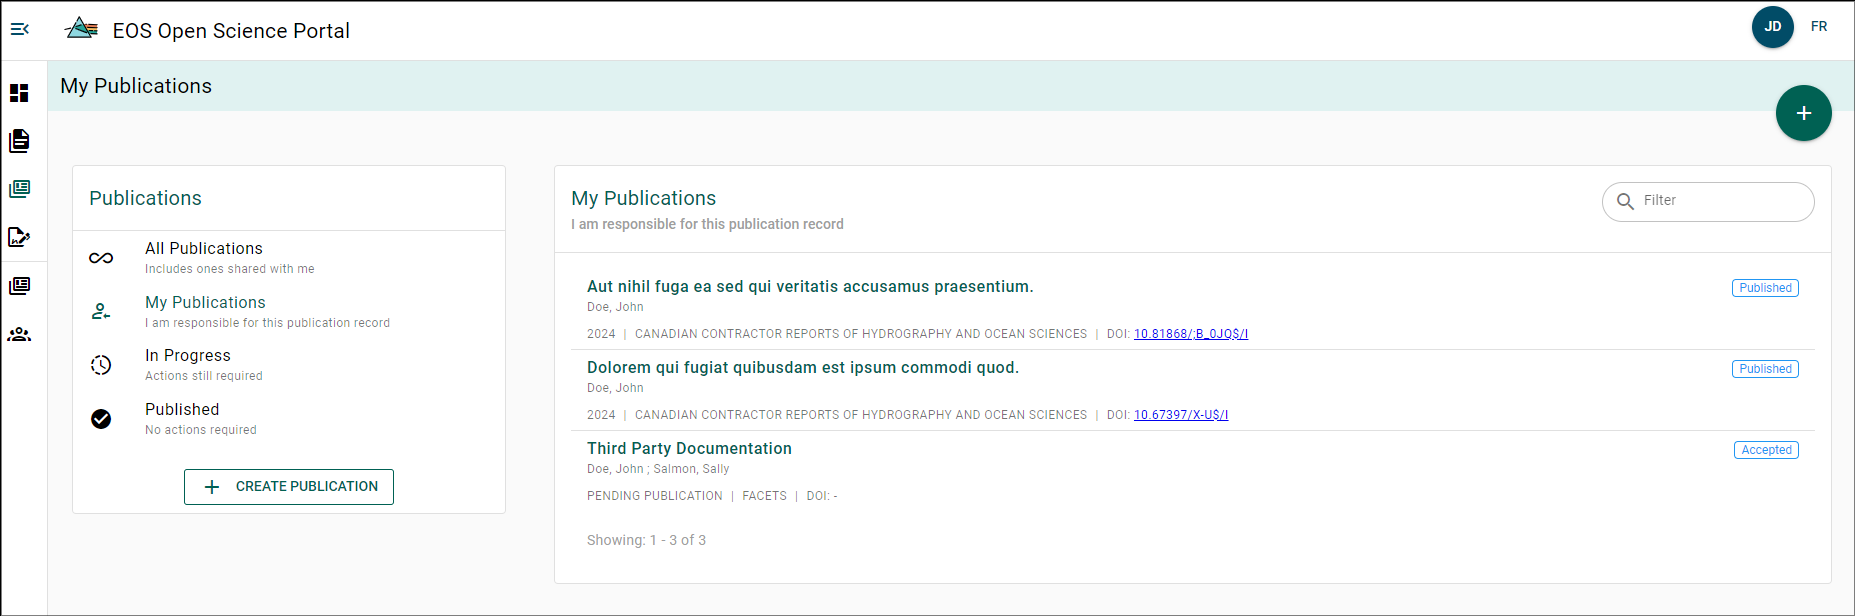 EOS Open Science Portal
JD
FR
My Publications
+
Publications
All Publications
Includes ones shared with me
My Publications
I am responsible for this publication record
In Progress
Actions still required
Published
No actions required
+ CREATE PUBLICATION
My Publications
I am responsible for this publication record
Filter
Aut nihil fuga ea sed qui veritatis accusamus praesentium.
Published
Doe, John
2024 | CANADIAN CONTRACTOR REPORTS OF HYDROGRAPHY AND OCEAN SCIENCES | DOI: 10.81868/;B_0JQ$/I
Dolorem qui fugiat quibusdam est ipsum commodi quod.
Published
Doe, John
2024 | CANADIAN CONTRACTOR REPORTS OF HYDROGRAPHY AND OCEAN SCIENCES | DOI: 10.67397/X-U$/I
Third Party Documentation
Accepted
Doe, John ; Salmon, Sally
PENDING PUBLICATION | FACETS | DOI: -
Showing: 1 - 3 of 3